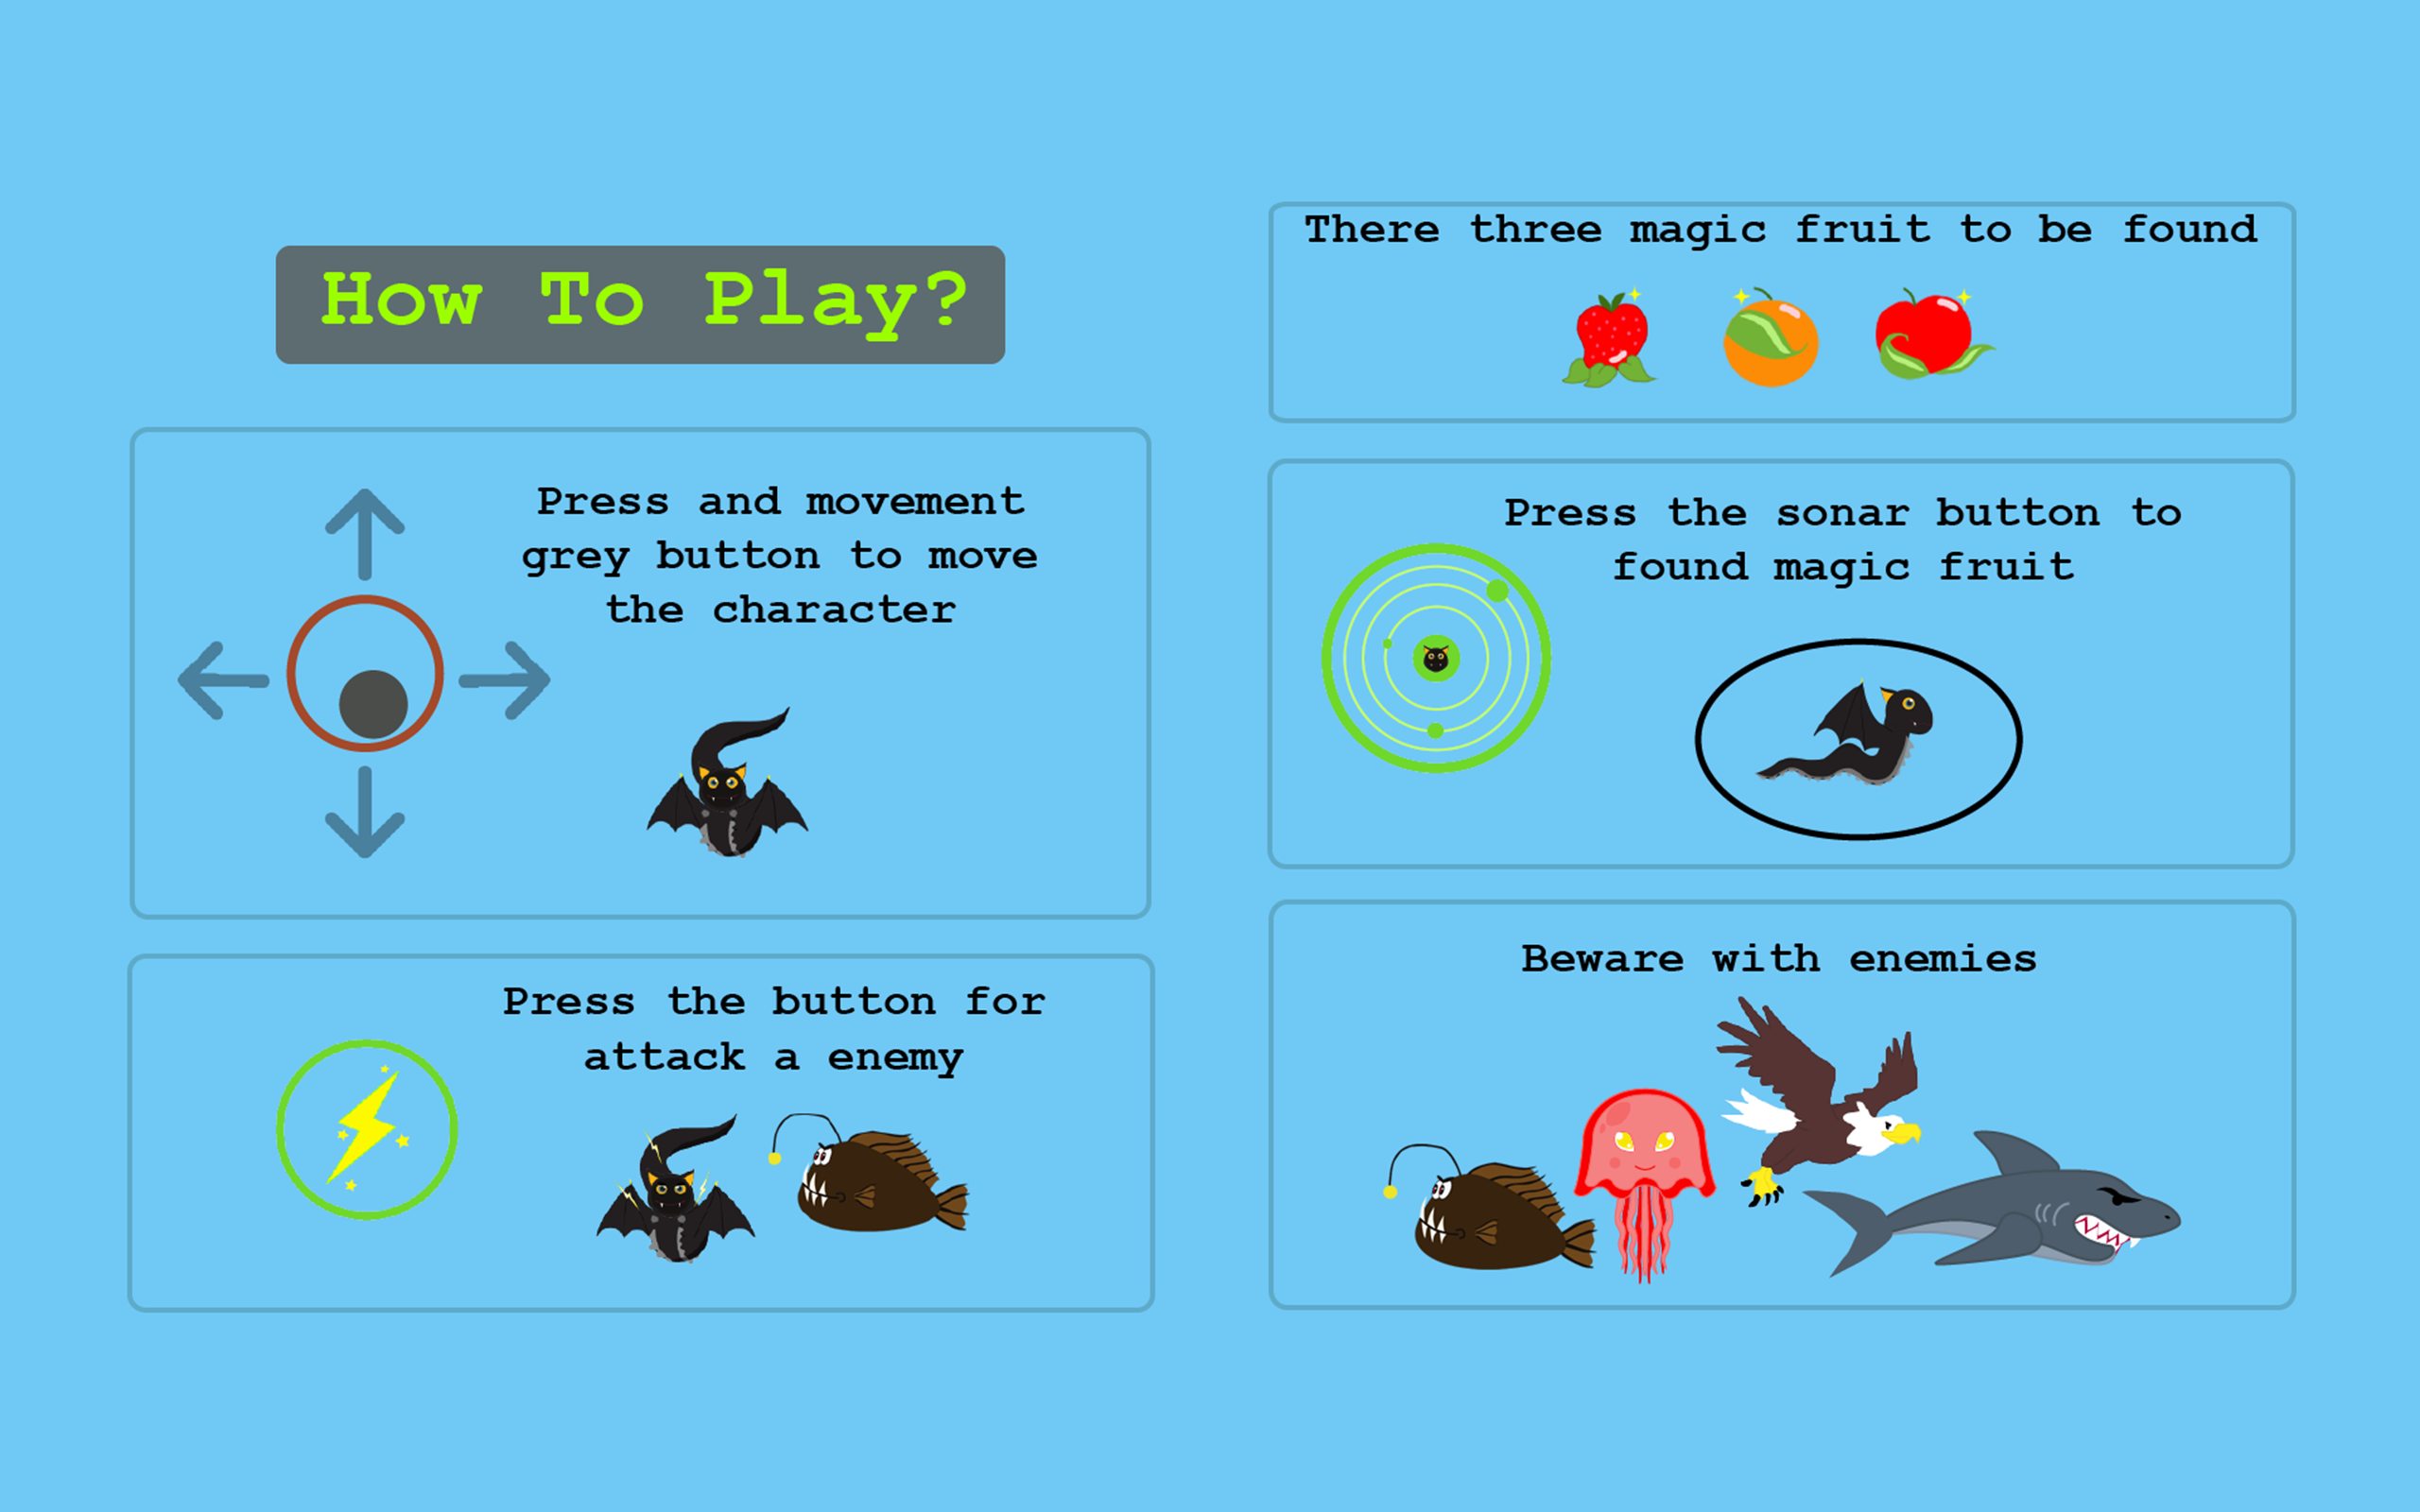 How To Play?
Press and movement
grey button to move
the character
Press the button for
attack a enemy
There three magic fruit to be found
Press the sonar button to
found magic fruit
Beware with enemies